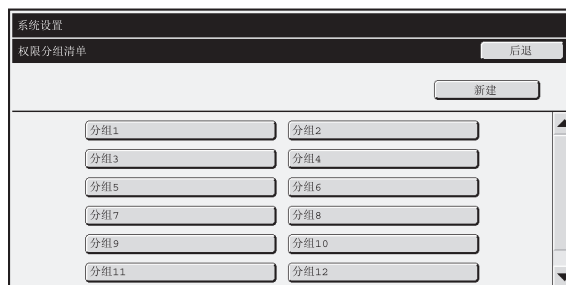 系统设置
权限分组清单 后退
新建
分组1 分组2
分组3 分组4
分组5 分组6
分组7 分组8
分组9 分组10
分组11 分组12